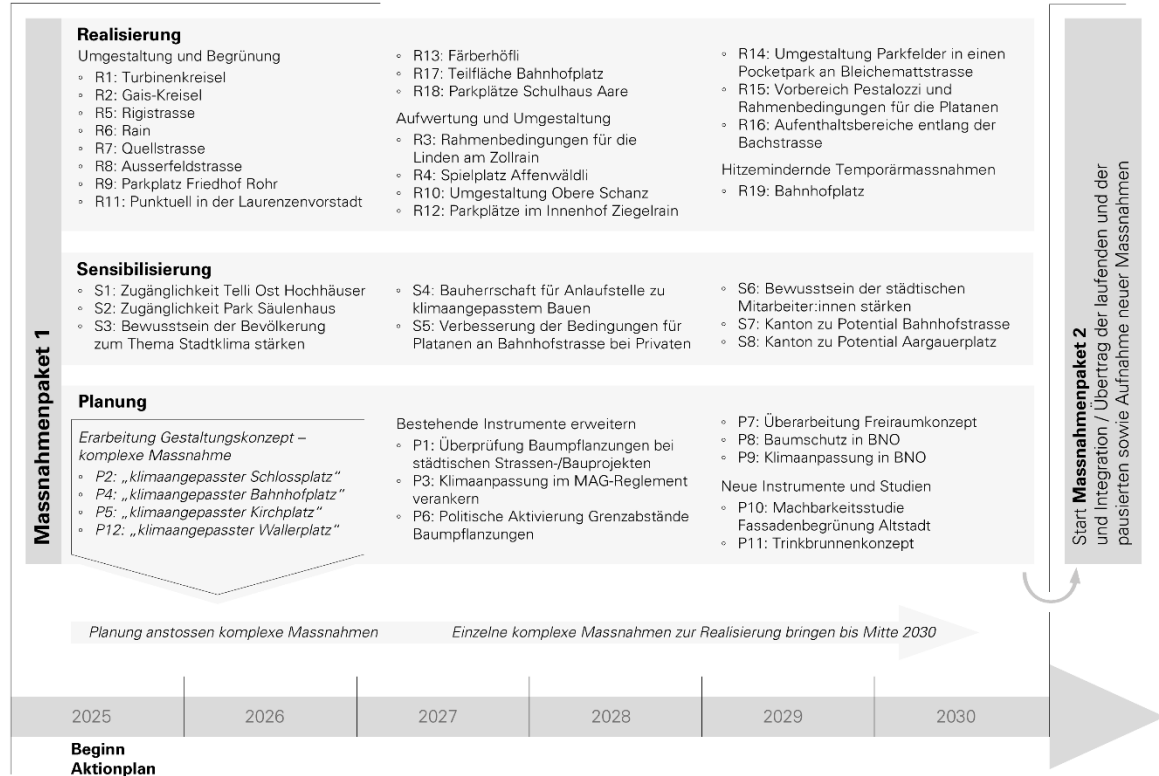 Massnahmenpaket 1
Realisierung
Umgestaltung und Begrünung
◦ R1: Turbinenkreisel
◦ R2: Gais-Kreisel
◦ R5: Rigistrasse
◦ R6: Rain
◦ R7: Quellstrasse
◦ R8: Ausserfeldstrasse
◦ R9: Parkplatz Friedhof Rohr
◦ R11: Punktuell in der Laurenzenvorstadt
◦ R13: Färberhöfli
◦ R17: Teilfläche Bahnhofplatz
◦ R18: Parkplätze Schulhaus Aare
Aufwertung und Umgestaltung
◦ R3: Rahmenbedingungen für die
Linden am Zollrain
◦ R4: Spielplatz Affenwäldli
◦ R10: Umgestaltung Obere Schanz
◦ R12: Parkplätze im Innenhof Ziegelrain
◦ R14: Umgestaltung Parkfelder in einen
Pocketpark an Bleichemattstrasse
◦ R15: Vorbereich Pestalozzi und
Rahmenbedingungen für die Platanen
◦ R16: Aufenthaltsbereiche entlang der
Bachstrasse
Hitzemindernde Temporärmassnahmen
◦ R19: Bahnhofplatz
Sensibilisierung
◦ S1: Zugänglichkeit Telli Ost Hochhäuser
◦ S2: Zugänglichkeit Park Säulenhaus
◦ S3: Bewusstsein der Bevölkerung
zum Thema Stadtklima stärken
◦ S4: Bauherrschaft für Anlaufstelle zu
klimaangepasstem Bauen
◦ S5: Verbesserung der Bedingungen für
Platanen an Bahnhofstrasse bei Privaten
◦ S6: Bewusstsein der städtischen
Mitarbeiter:innen stärken
◦ S7: Kanton zu Potential Bahnhofstrasse
◦ S8: Kanton zu Potential Aargauerplatz
Planung
Erarbeitung Gestaltungskonzept –
komplexe Massnahme
◦ P2: „klimaangepasster Schlossplatz“
◦ P4: „klimaangepasster Bahnhofplatz“
◦ P5: „klimaangepasster Kirchplatz“
◦ P12: „klimaangepasster Wallerplatz“
Bestehende Instrumente erweitern
◦ P1: Überprüfung Baumpflanzungen bei
städtischen Strassen-/Bauprojekten
◦ P3: Klimaanpassung im MAG-Reglement
verankern
◦ P6: Politische Aktivierung Grenzabstände
Baumpflanzungen
◦ P7: Überarbeitung Freiraumkonzept
◦ P8: Baumschutz in BNO
◦ P9: Klimaanpassung in BNO
Neue Instrumente und Studien
◦ P10: Machbarkeitsstudie
Fassadenbegrünung Altstadt
◦ P11: Trinkbrunnenkonzept
Start Massnahmenpaket 2
und Integration / Übertrag der laufenden und der
pausierten sowie Aufnahme neuer Massnahmen
Planung anstossen komplexe Massnahmen
Einzelne komplexe Massnahmen zur Realisierung bringen bis Mitte 2030
2025
2026
2027
2028
2029
2030
Beginn
Aktionplan